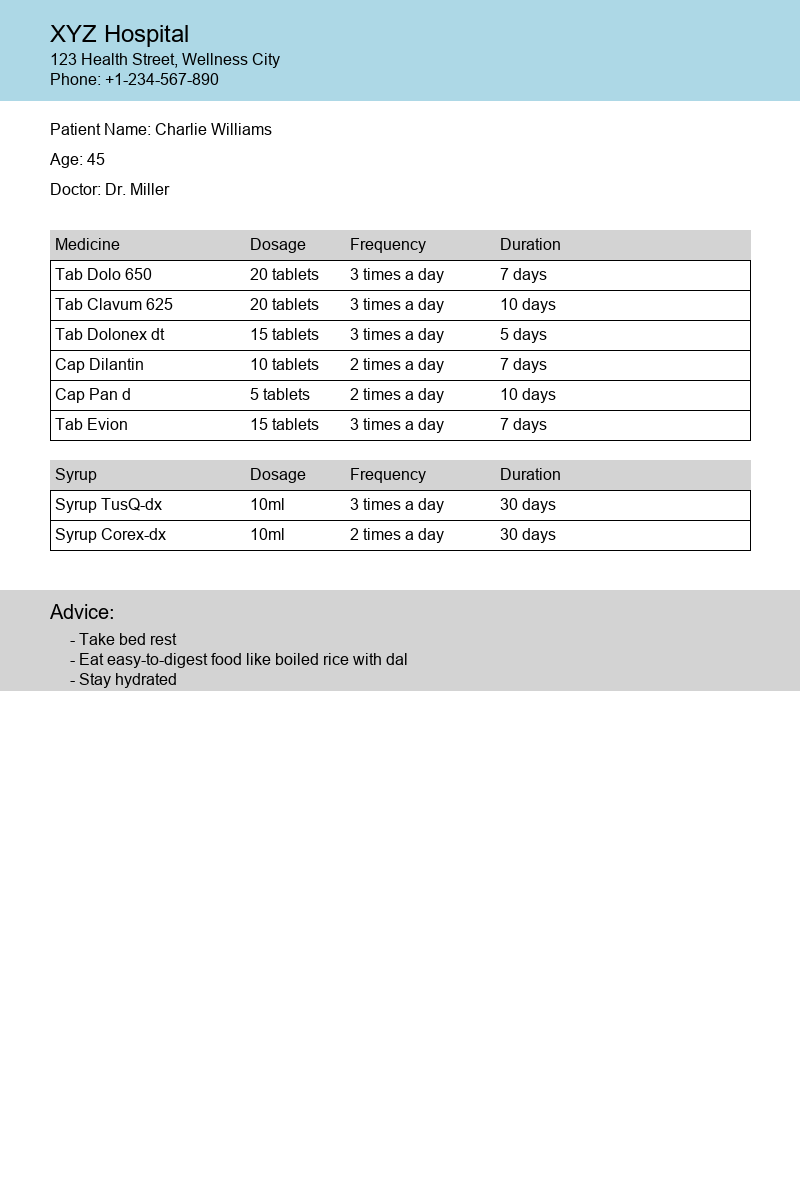 XYZ Hospital
123 Health Street, Wellness City
Phone: +1-234-567-890
Patient Name: Charlie Williams
Age: 45
Doctor: Dr. Miller
Medicine Dosage Frequency Duration
Tab Dolo 650 20 tablets 3 times a day 7 days
Tab Clavum 625 20 tablets 3 times a day 10 days
Tab Dolonex dt 15 tablets 3 times a day 5 days
Cap Dilantin 10 tablets 2 times a day 7 days
Cap Pan d 5 tablets 2 times a day 10 days
Tab Evion 15 tablets 3 times a day 7 days
Syrup Dosage Frequency Duration
Syrup TusQ-dx 10ml 3 times a day 30 days
Syrup Corex-dx 10ml 2 times a day 30 days
Advice:
- Take bed rest
- Eat easy-to-digest food like boiled rice with dal
- Stay hydrated